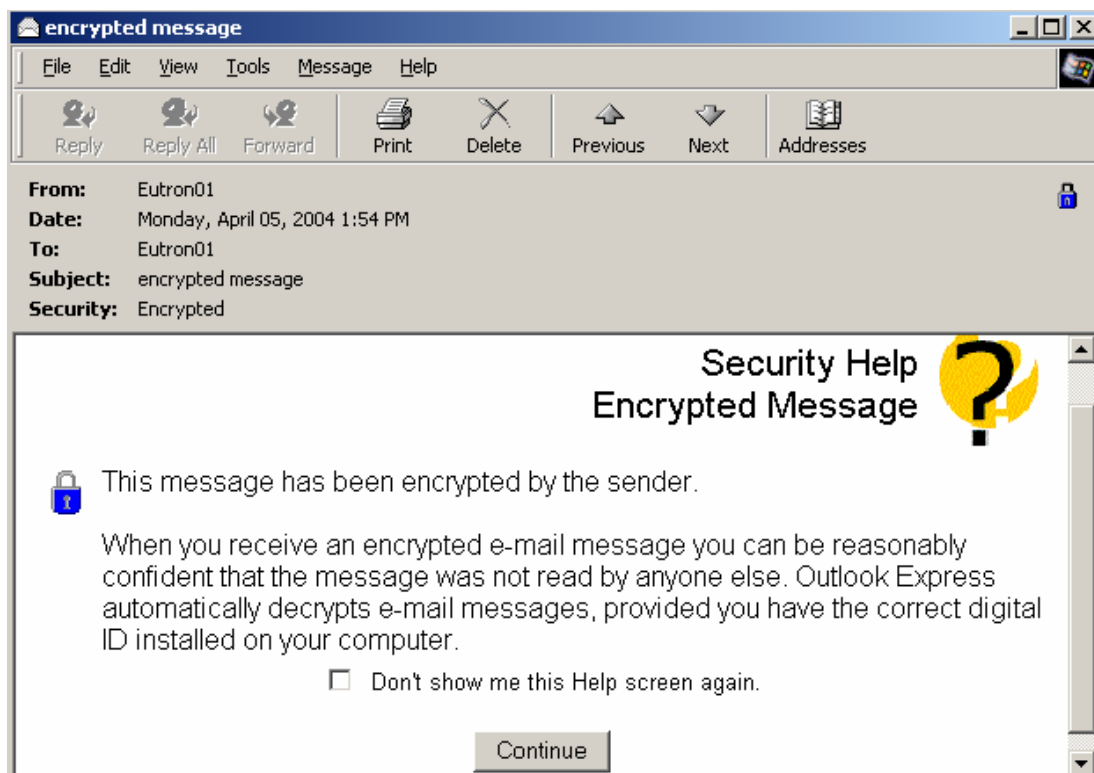 encrypted message
File Edit View Tools Message Help
Reply Reply All Forward Print Delete Previous Next Addresses
From: Eutron01
Date: Monday, April 05, 2004 1:54 PM
To: Eutron01
Subject: encrypted message
Security: Encrypted
Security Help
Encrypted Message
This message has been encrypted by the sender.
When you receive an encrypted e-mail message you can be reasonably
confident that the message was not read by anyone else. Outlook Express
automatically decrypts e-mail messages, provided you have the correct digital
ID installed on your computer.
Don't show me this Help screen again.
Continue